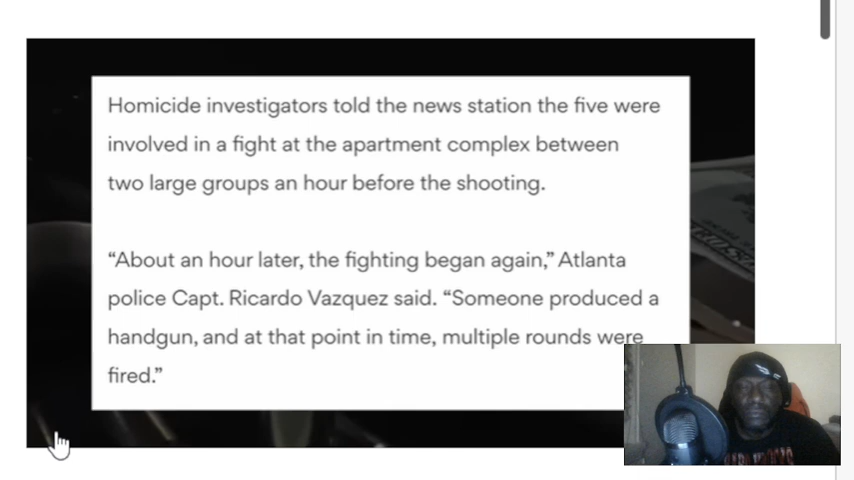 Homicide investigators told the news station the five were
involved in a fight at the apartment complex between
two large groups an hour before the shooting.
“About an hour later, the fighting began again,” Atlanta
police Capt. Ricardo Vazquez said. “Someone produced a
handgun, and at that point in time, multiple rounds were
fired.”